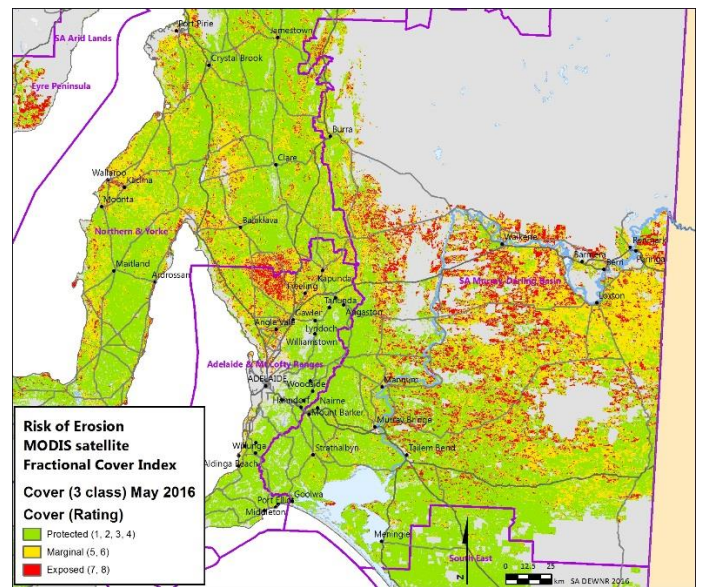 Port Pirie
Jamestown
SA Arid Lands
Crystal Brook
Eyre Peninsula
Burra
Clare
Wallaroo
Kadina
Moonta
Balaklava
Northern & Yorke
Waikerie
Renmark
Barmera
Berri
Paringa
Maitland
Ardrossan
Kapunda
SA Murray-Darling Basin
Freeling
Loxton
Tanunda
Gawler
Angaston
Angle Vale
Lyndoch
Williamstown
Adelaide & Mt Lofty Ranges
ADELAIDE
Woodside
Mannum
Hahndorf
Nairne
Mount Barker
Murray Bridge
Willunga
Strathalbyn
Tailem Bend
Aldinga Beach
Port Elliot
Goolwa
Middleton
Meningie
South East
Risk of Erosion
MODIS satellite
Fractional Cover Index
Cover (3 class) May 2016
Cover (Rating)
Protected (1, 2, 3, 4)
Marginal (5, 6)
Exposed (7, 8)
N
0 12.5 25
km SA DEWNR 2016